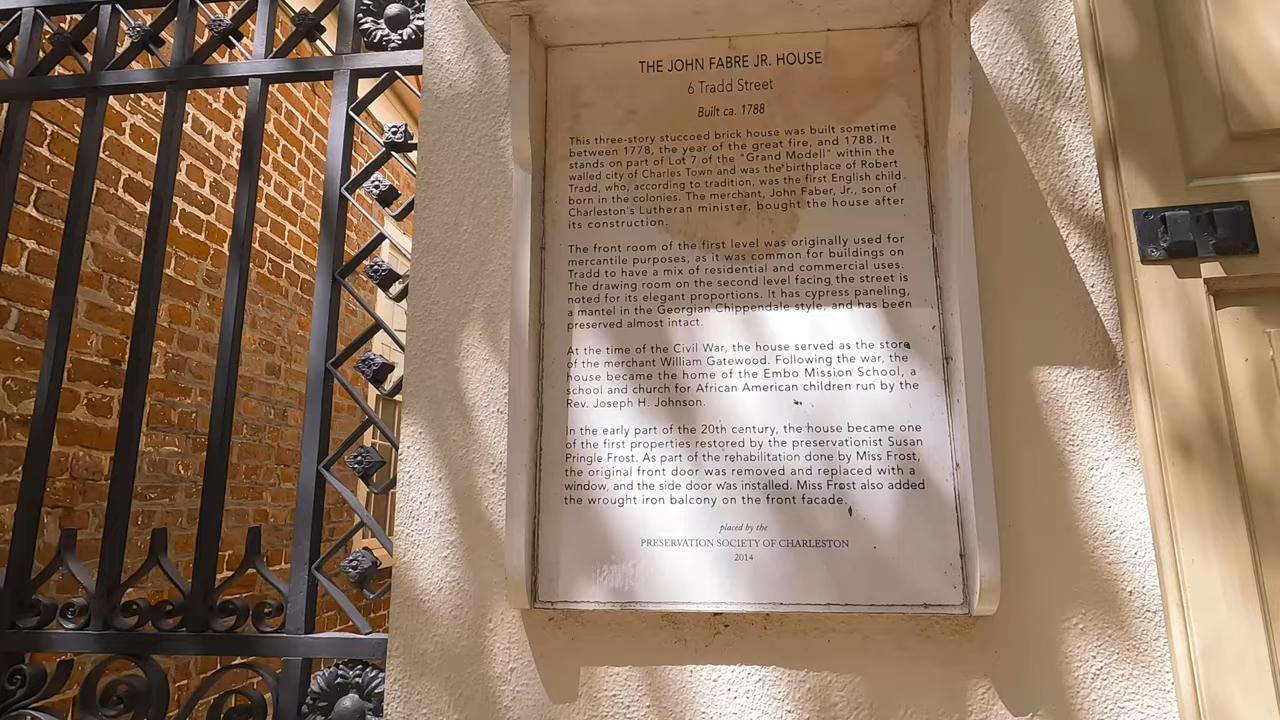 THE JOHN FABRE JR. HOUSE
6 Tradd Street
Built ca. 1788
This three-story stuccoed brick house was built sometime
between 1778, the year of the great fire, and 1788. It
stands on part of Lot 7 of the "Grand Modell" within the
walled city of Charles Town and was the birthplace of Robert
Tradd, who, according to tradition, was the first English child
born in the colonies. The merchant, John Faber, Jr., son of
Charleston's Lutheran minister, bought the house after
its construction.
The front room of the first level was originally used for
mercantile purposes, as it was common for buildings on
Tradd to have a mix of residential and commercial uses.
The drawing room on the second level facing the street is
noted for its elegant proportions. It has cypress paneling,
a mantel in the Georgian Chippendale style, and has been
preserved almost intact.
At the time of the Civil War, the house served as the store
of the merchant William Gatewood. Following the war, the
house became the home of the Embo Mission School, a
school and church for African American children run by the
Rev. Joseph H. Johnson.
In the early part of the 20th century, the house became one
of the first properties restored by the preservationist Susan
Pringle Frost. As part of the rehabilitation done by Miss Frost,
the original front door was removed and replaced with a
window, and the side door was installed. Miss Frost also added
the wrought iron balcony on the front facade.
placed by the
PRESERVATION SOCIETY OF CHARLESTON
2014